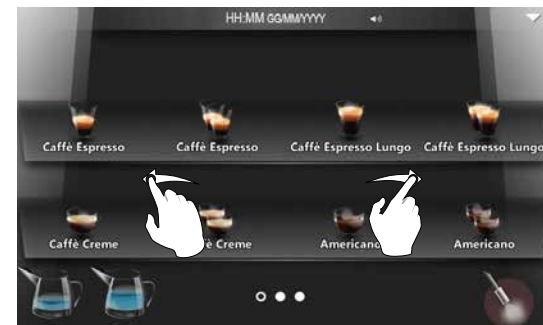 HH:MM GG/MM/YYYY
Caffè Espresso Caffè Espresso Caffè Espresso Lungo Caffè Espresso Lungo
Caffè Creme è Creme Americano Americano